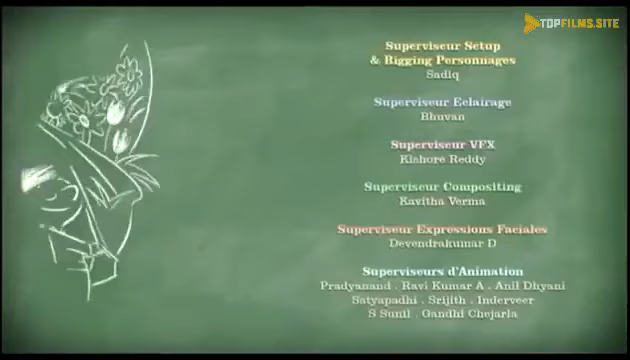 TOPFILMS.SITE
Superviseur Setup
& Rigging Personnages
Sadiq
Superviseur Eclairage
Bhuvan
Superviseur VFX
Kishore Reddy
Superviseur Compositing
Kavitha Verma
Superviseur Expressions Faciales
Devendrakumar D
Superviseurs d'Animation
Pradyanand . Ravi Kumar A . Anil Dhyani
Satyapadhi . Srijith . Inderveer
S Sunil . Gandhi Chejarla